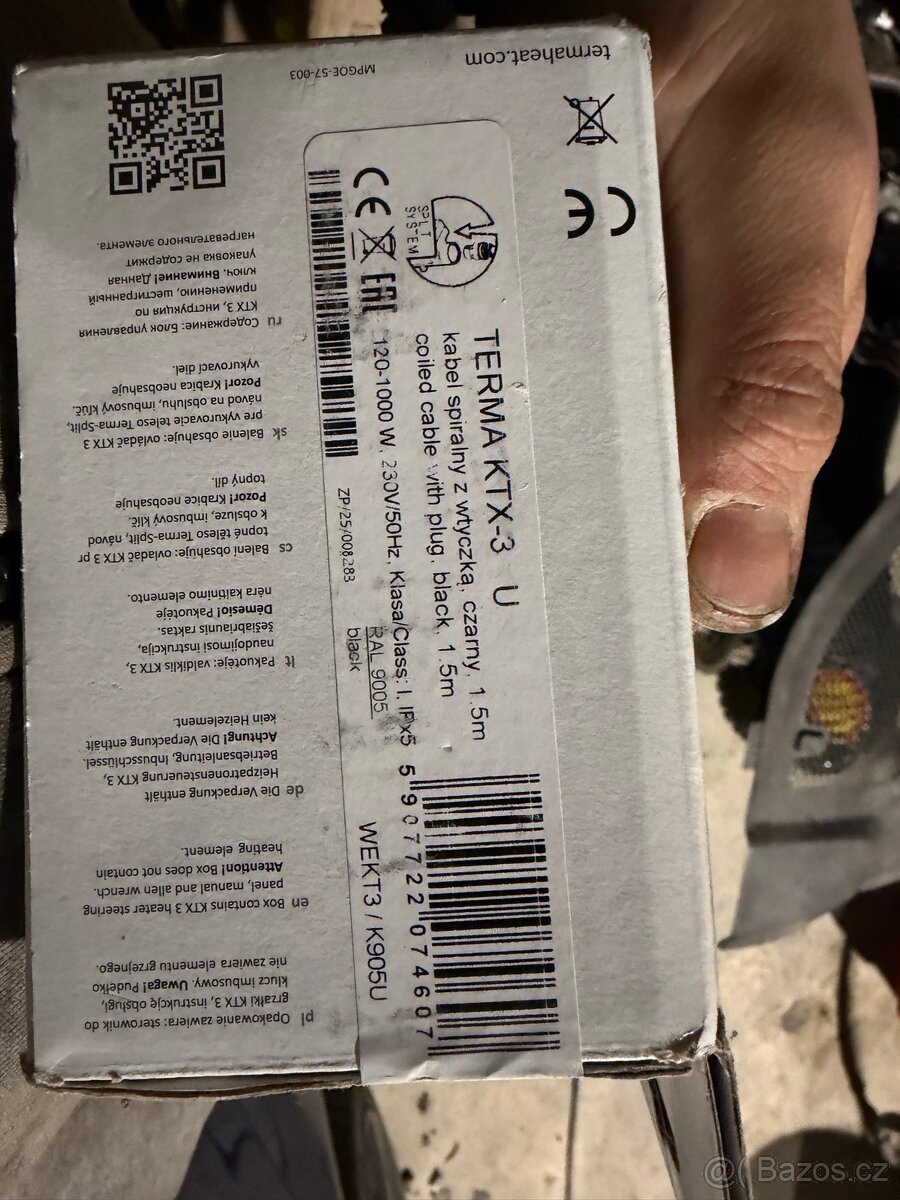 termaheat.com
MPGOE-57-003
SPLIT
SYSTEM
TERMA KTX-3 U
kabel spiralny z wtyczką, czarny, 1.5m
coiled cable with plug, black, 1.5m
120-1000 W, 230V/50Hz, Klasa/Class: I, IPx5
RAL 9005
black
ZP/25/008283
5907722074607
WEKT3 / K905U
pl
Opakowanie zawiera: sterownik do
grzałki KTX 3, instrukcję obsługi,
klucz imbusowy. Uwaga! Pudełko
nie zawiera elementu grzejnego.
en
Box contains KTX 3 heater steering
panel, manual and allen wrench.
Attention! Box does not contain
heating element.
de
Die Verpackung enthält
Heizpatronensteuerung KTX 3,
Betriebsanleitung, Inbusschlüssel.
Achtung! Die Verpackung enthält
kein Heizelement.
lt
Pakuotėje: valdiklis KTX 3,
naudojimosi instrukcija,
šešiabriaunis raktas.
Dėmesio! Pakuotėje
nėra kaitinimo elemento.
cs
Balení obsahuje: ovladač KTX 3 pr
topné těleso Terma-Split, návod
k obsluze, imbusový klíč.
Pozor! Krabice neobsahuje
topný díl.
sk
Balenie obsahuje: ovládač KTX 3
pre vykurovacie teleso Terma-Split,
návod na obsluhu, imbusový kľúč.
Pozor! Krabica neobsahuje
vykurovací diel.
ru
Содержание: Блок управления
KTX 3, инструкция по
применению, шестигранный
ключ. Внимание! Данная
упаковка не содержит
нагревательного элемента.
Bazos.cz